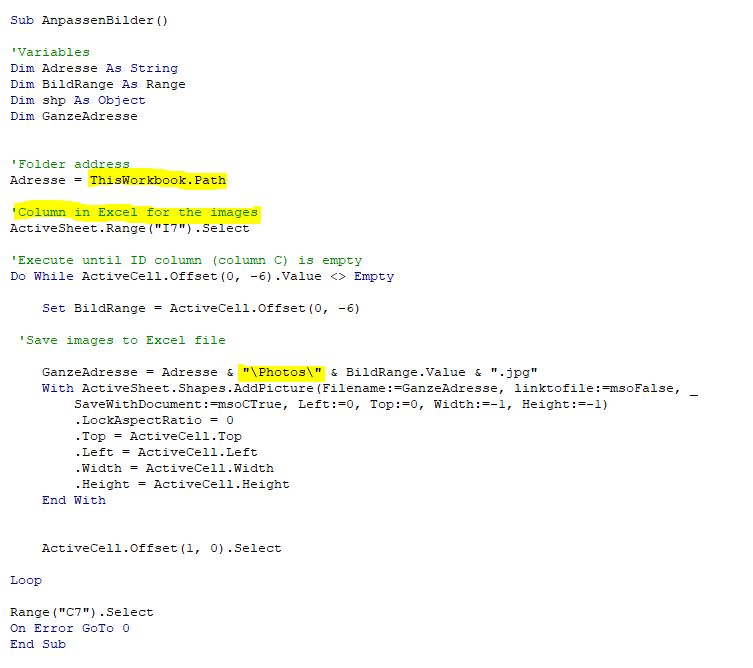 Sub AnpassenBilder()
'Variables
Dim Adresse As String
Dim BildRange As Range
Dim shp As Object
Dim GanzeAdresse
'Folder address
Adresse = ThisWorkbook.Path
'Column in Excel for the images
ActiveSheet.Range("I7").Select
'Execute until ID column (column C) is empty
Do While ActiveCell.Offset(0, -6).Value <> Empty
Set BildRange = ActiveCell.Offset(0, -6)
'Save images to Excel file
GanzeAdresse = Adresse & "\Photos\" & BildRange.Value & ".jpg"
With ActiveSheet.Shapes.AddPicture(Filename:=GanzeAdresse, linktofile:=msoFalse, _
SaveWithDocument:=msoCTrue, Left:=0, Top:=0, Width:=-1, Height:=-1)
.LockAspectRatio = 0
.Top = ActiveCell.Top
.Left = ActiveCell.Left
.Width = ActiveCell.Width
.Height = ActiveCell.Height
End With
ActiveCell.Offset(1, 0).Select
Loop
Range("C7").Select
On Error GoTo 0
End Sub